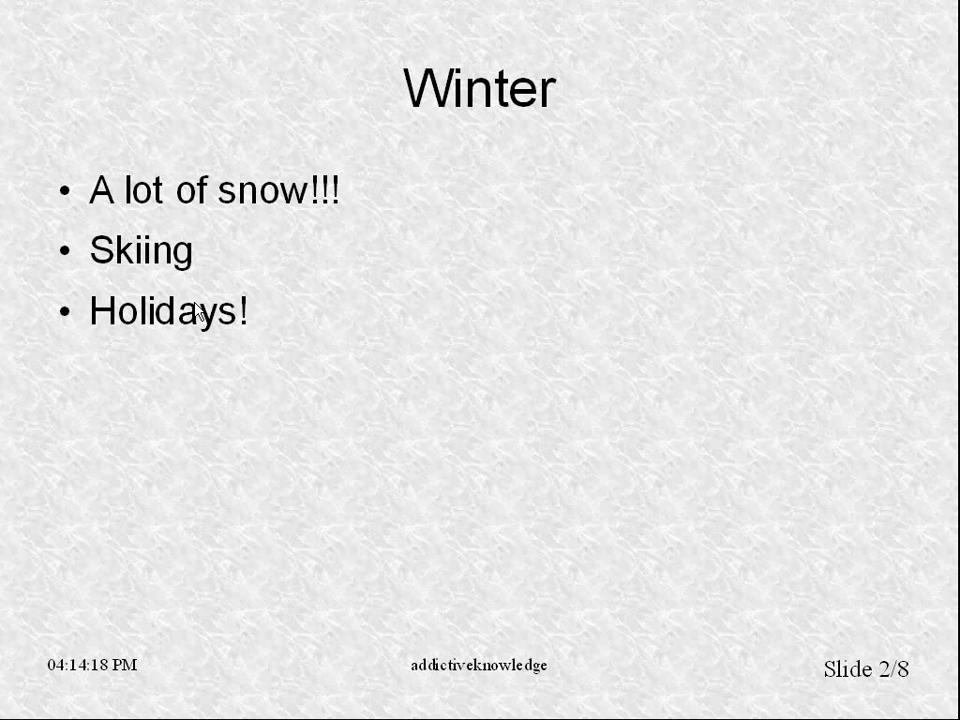 Winter
• A lot of snow!!!
• Skiing
• Holidays!
04:14:18 PM addictiveknowledge Slide 2/8